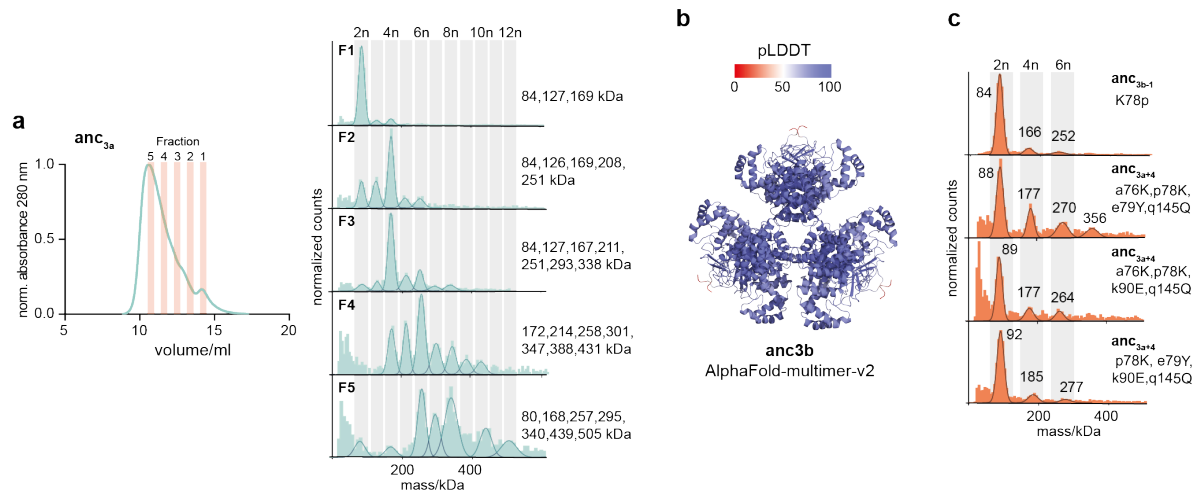 a
anc3a
Fraction
5 4 3 2 1
norm. absorbance 280 nm
1.0
0.5
0.0
5 10 15 20
volume/ml
2n 4n 6n 8n 10n 12n
normalized counts
F1
84,127,169 kDa
F2
84,126,169,208,
251 kDa
F3
84,127,167,211,
251,293,338 kDa
F4
172,214,258,301,
347,388,431 kDa
F5
80,168,257,295,
340,439,505 kDa
200 400
mass/kDa
b
pLDDT
0 50 100
anc3b
AlphaFold-multimer-v2
c
2n 4n 6n
normalized counts
anc3b-1
K78p
84
166
252
anc3a+4
a76K,p78K,
e79Y,q145Q
88
177
270
356
anc3a+4
a76K,p78K,
k90E,q145Q
89
177
264
anc3a+4
p78K, e79Y,
k90E,q145Q
92
185
277
200 400
mass/kDa